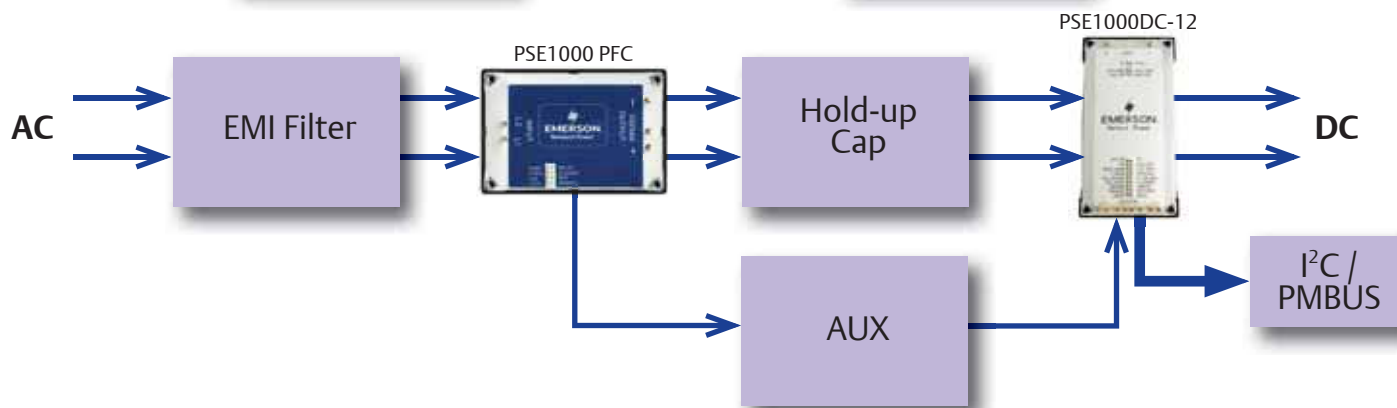 PSE1000DC-12
PSE1000 PFC
AC
EMI Filter
EMERSON
Hold-up
Cap
EMERSON
DC
AUX
I²C /
PMBUS